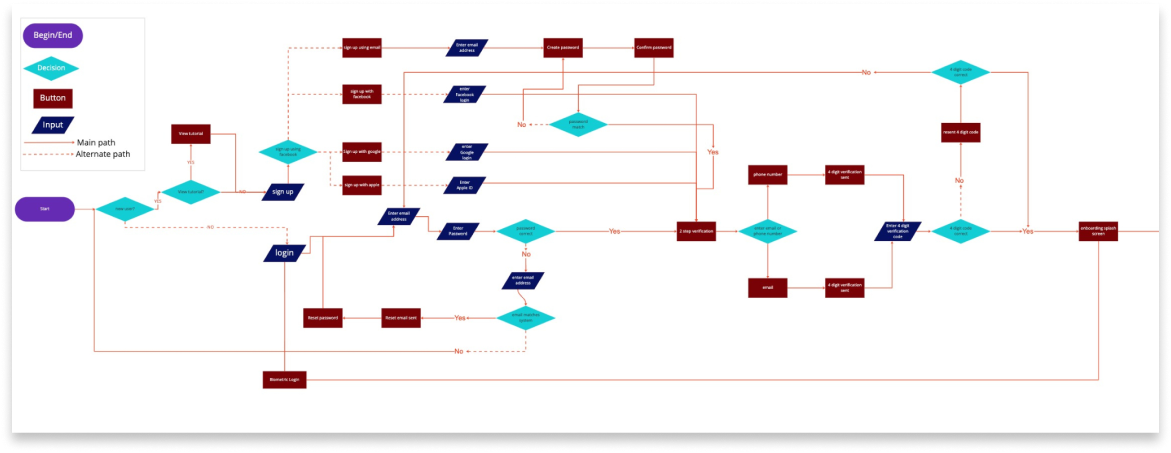 Begin/End
Decision
Button
Input
Main path
Alternate path
Start
new user?
YES
NO
View tutorial?
YES
View tutorial
NO
sign up
login
sign up using
facebook
sign up using email
sign up with
facebook
Sign up with google
sign up with apple
Enter email
address
enter
Facebook
login
enter
Google
login
Enter
Apple ID
Create password
Confirm password
password
match
No
Yes
Enter email
address
Enter
Password
password
correct
Yes
No
enter email
address
system
Yes
No
Reset email sent
Reset password
Biometric Login
2 step verification
enter email or
phone number
phone number
4-digit-verification
sent
email
4-digit-verification
sent
Enter 4 digit
verification
code
4 digit code
correct
No
resent 4 digit code
4 digit code
correct
No
Yes
onboarding splash
screen